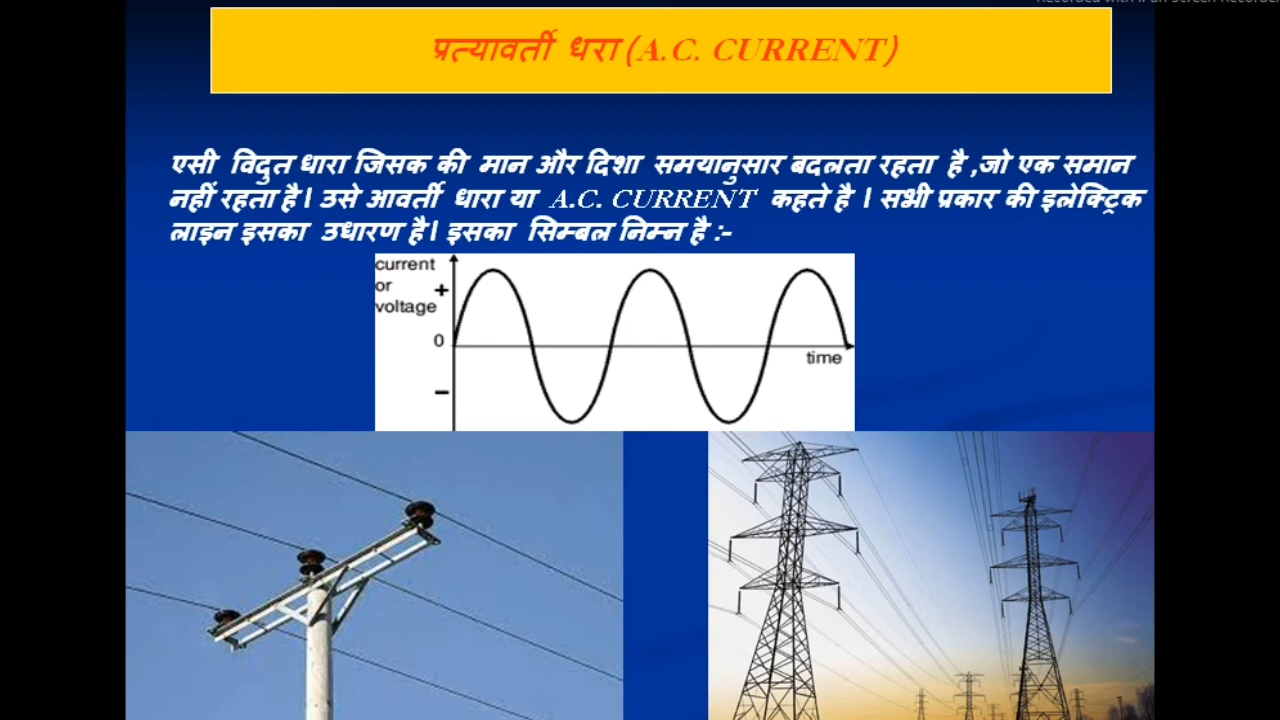 प्रत्यावर्ती धरा (A.C. CURRENT)
एसी विदुत धारा जिसक की मान और दिशा समयानुसार बदलता रहता है ,जो एक समान
नहीं रहता है। उसे आवर्ती धारा या A.C. CURRENT कहते है । सभी प्रकार की इलेक्ट्रिक
लाइन इसका उधारण है। इसका सिम्बल निम्न है :-
current
or
voltage
+
0
time
−